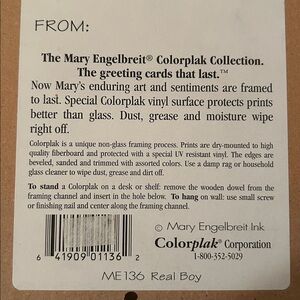 FROM:
The Mary Engelbreit® Colorplak Collection.
The greeting cards that last.™
Now Mary's enduring art and sentiments are framed
to last. Special Colorplak vinyl surface protects prints
better than glass. Dust, grease and moisture wipe
right off.
Colorplak is a unique non-glass framing process. Prints are dry-mounted to high
quality fiberboard and protected with a special UV resistant vinyl. The edges are
beveled, sanded and trimmed with assorted colors. Use a damp rag or household
glass cleaner to wipe dust, grease and dirt off.
To stand a Colorplak on a desk or shelf: remove the wooden dowel from the
framing channel and insert in the hole below. To hang on wall: use small screw
or finishing nail and center along the framing channel.
© Mary Engelbreit Ink
Colorplak® Corporation
1-800-352-5029
6 41909 01136 2
ME136 Real Boy